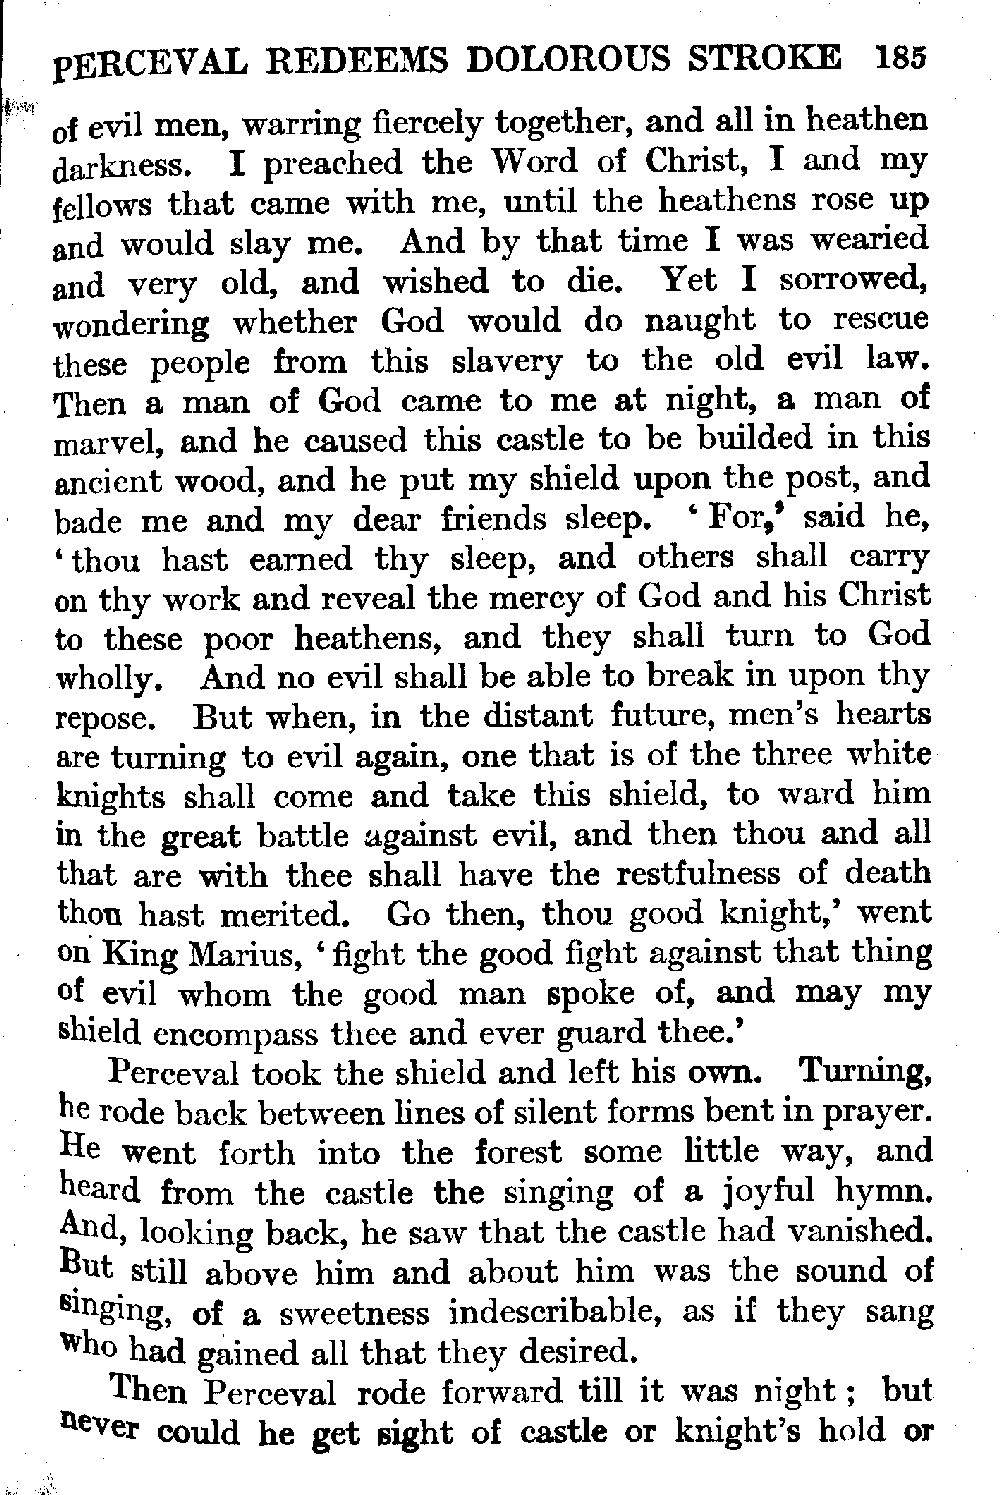 PERCEVAL REDEEMS DOLOROUS STROKE 185
of evil men, warring fiercely together, and all in heathen
darkness. I preached the Word of Christ, I and my
fellows that came with me, until the heathens rose up
and would slay me. And by that time I was wearied
and very old, and wished to die. Yet I sorrowed,
wondering whether God would do naught to rescue
these people from this slavery to the old evil law.
Then a man of God came to me at night, a man of
marvel, and he caused this castle to be builded in this
ancient wood, and he put my shield upon the post, and
bade me and my dear friends sleep. ‘ For,’ said he,
‘ thou hast earned thy sleep, and others shall carry
on thy work and reveal the mercy of God and his Christ
to these poor heathens, and they shall turn to God
wholly. And no evil shall be able to break in upon thy
repose. But when, in the distant future, men’s hearts
are turning to evil again, one that is of the three white
knights shall come and take this shield, to ward him
in the great battle against evil, and then thou and all
that are with thee shall have the restfulness of death
thou hast merited. Go then, thou good knight,’ went
on King Marius, ‘ fight the good fight against that thing
of evil whom the good man spoke of, and may my
shield encompass thee and ever guard thee.’
Perceval took the shield and left his own. Turning,
he rode back between lines of silent forms bent in prayer.
He went forth into the forest some little way, and
heard from the castle the singing of a joyful hymn.
And, looking back, he saw that the castle had vanished.
But still above him and about him was the sound of
singing, of a sweetness indescribable, as if they sang
who had gained all that they desired.
Then Perceval rode forward till it was night ; but
never could he get sight of castle or knight’s hold or